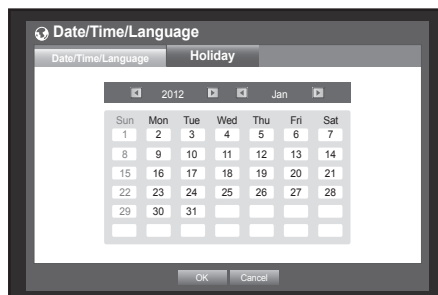 Date/Time/Language
Date/Time/Language Holiday
2012 Jan
Sun Mon Tue Wed Thu Fri Sat
1 2 3 4 5 6 7
8 9 10 11 12 13 14
15 16 17 18 19 20 21
22 23 24 25 26 27 28
29 30 31
OK Cancel